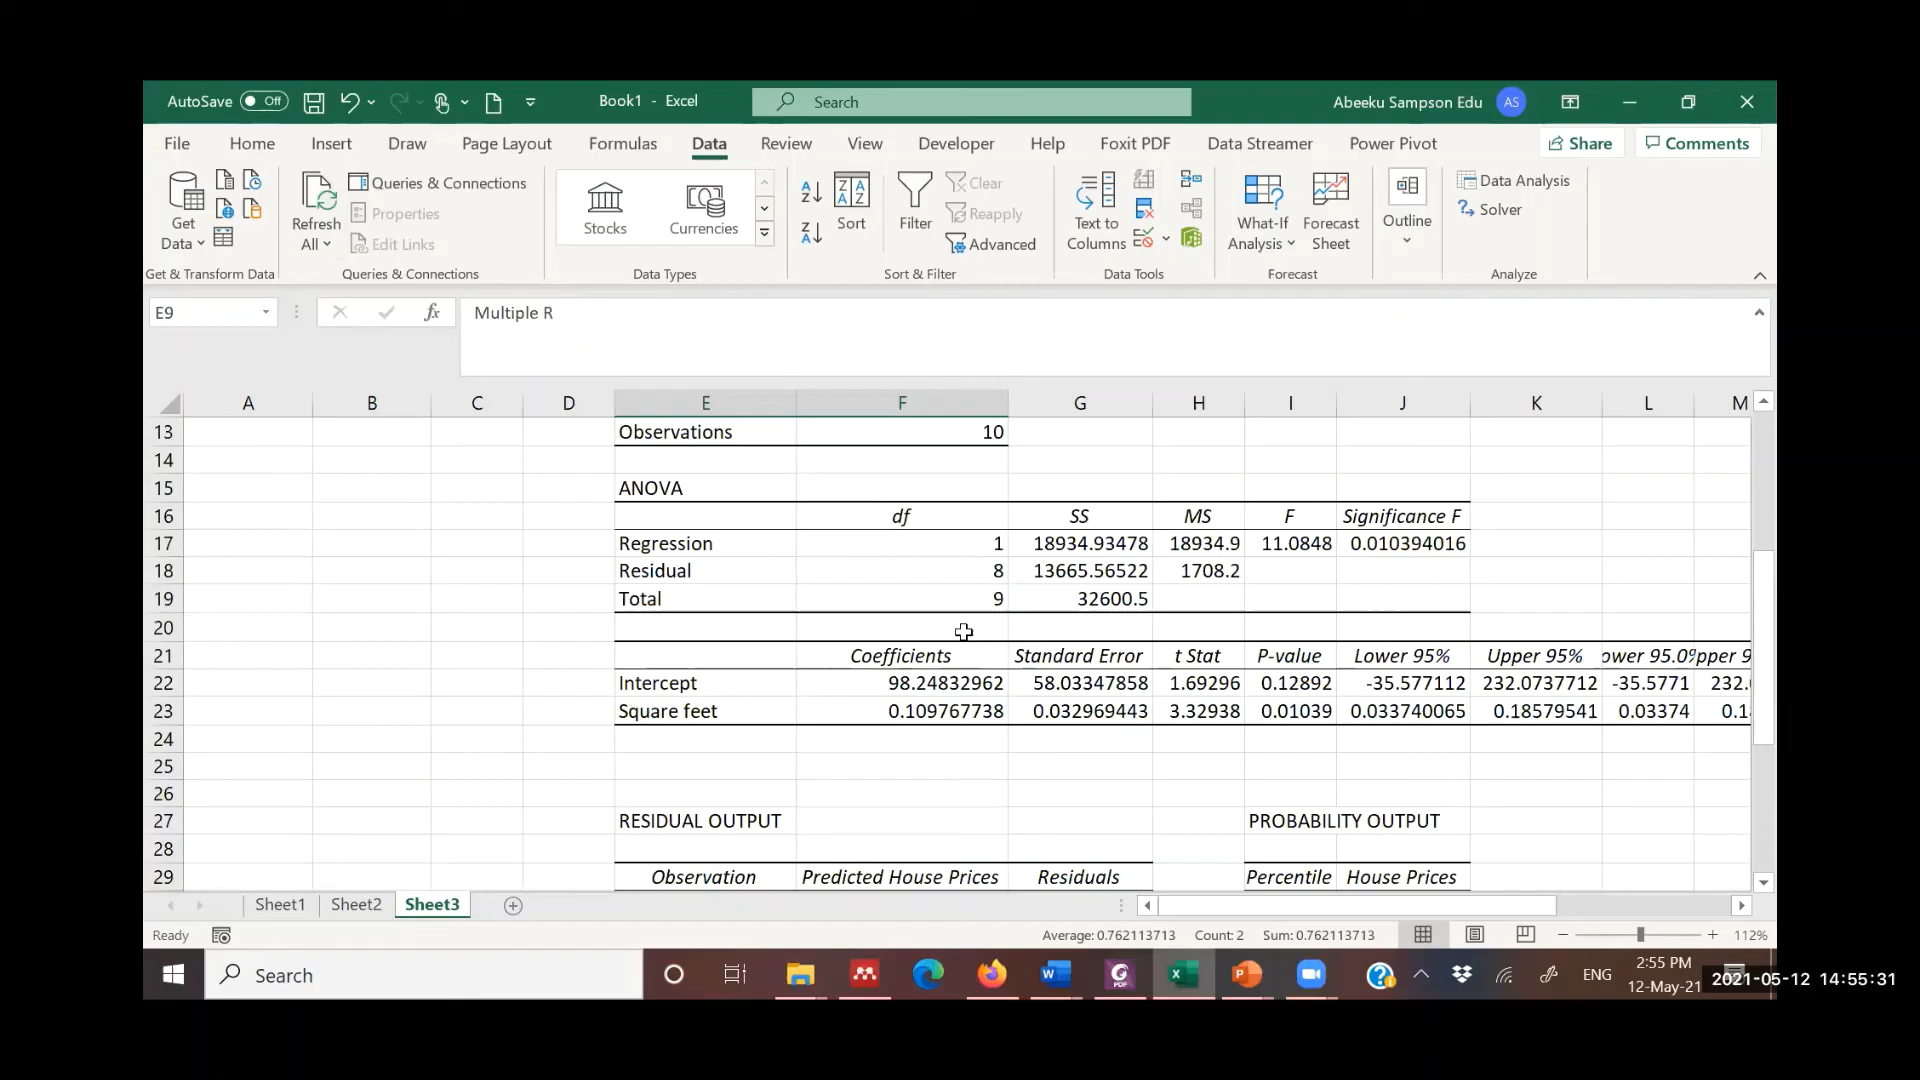 AutoSave Off Book1 - Excel Search Abeeku Sampson Edu AS
File Home Insert Draw Page Layout Formulas Data Review View Developer Help Foxit PDF Data Streamer Power Pivot Share Comments
Get Data
Refresh All
Queries & Connections
Properties
Edit Links
Stocks Currencies
Sort
Filter
Clear
Reapply
Advanced
Text to Columns
What-If Analysis
Forecast Sheet
Outline
Data Analysis
Solver
Get & Transform Data Queries & Connections Data Types Sort & Filter Data Tools Forecast Analyze
E9 fx Multiple R
A B C D E F G H I J K L M
13 Observations 10
14
15 ANOVA
16 df SS MS F Significance F
17 Regression 1 18934.93478 18934.9 11.0848 0.010394016
18 Residual 8 13665.56522 1708.2
19 Total 9 32600.5
20
21 Coefficients Standard Error t Stat P-value Lower 95% Upper 95% ower 95.0% pper 9
22 Intercept 98.24832962 58.03347858 1.69296 0.12892 -35.577112 232.0737712 -35.5771 232.
23 Square feet 0.109767738 0.032969443 3.32938 0.01039 0.033740065 0.18579541 0.03374 0.1
24
25
26
27 RESIDUAL OUTPUT PROBABILITY OUTPUT
28
29 Observation Predicted House Prices Residuals Percentile House Prices
Sheet1 Sheet2 Sheet3
Ready Average: 0.762113713 Count: 2 Sum: 0.762113713 112%
Search ENG 2:55 PM
12-May-21
2021-05-12 14:55:31